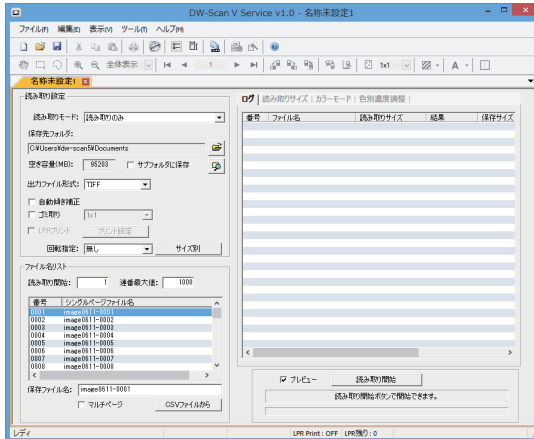 DW-Scan V Service v1.0 - 名称未設定1
ファイル(F) 編集(E) 表示(V) ツール(T) ヘルプ(H)
全体表示 1 1x1 A
名称未設定1
読み取り設定
読み取りモード: 読み取りのみ
保存先フォルダ:
C:¥Users¥dw-scan5¥Documents
空き容量(MB): 95203 サブフォルダに保存
出力ファイル形式: TIFF
自動傾き補正
ゴミ取り 1x1
LPRプリント プリント設定
回転指定: 無し サイズ別
ファイル名リスト
読み取り開始: 1 連番最大値: 1000
番号 シングルページファイル名
0001 image0611-0001
0002 image0611-0002
0003 image0611-0003
0004 image0611-0004
0005 image0611-0005
0006 image0611-0006
0007 image0611-0007
0008 image0611-0008
保存ファイル名: image0611-0001
マルチページ CSVファイルから
ログ 読み取りサイズ カラーモード 色別濃度調整
番号 ファイル名 読み取りサイズ 結果 保存サイズ
プレビュー 読み取り開始
読み取り開始ボタンで開始できます。
レディ LPR Print : OFF LPR残り : 0